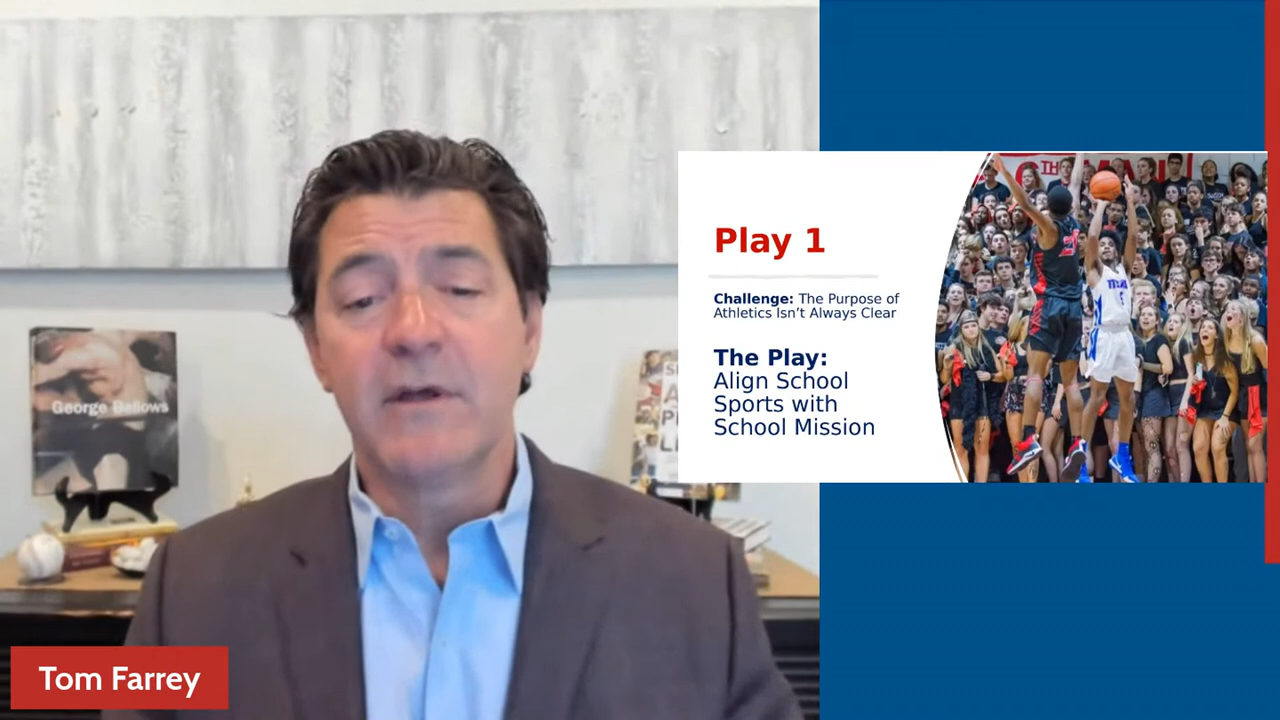 George Bellows
Tom Farrey
Play 1
Challenge: The Purpose of
Athletics Isn't Always Clear
The Play:
Align School
Sports with
School Mission